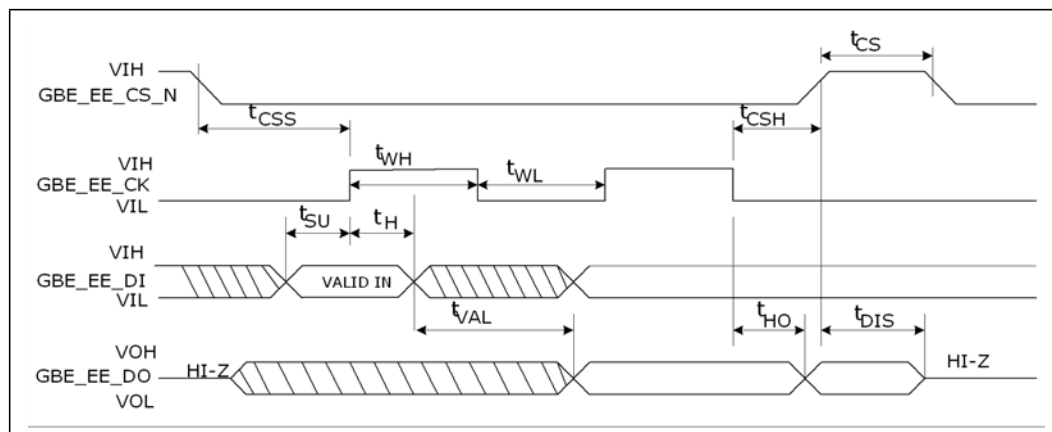 tCS
VIH
GBE_EE_CS_N
tCSS
tCSH
VIH
tWH
tWL
GBE_EE_CK
VIL
tSU
tH
VIH
GBE_EE_DI
VALID IN
VIL
tVAL
tHO
tDIS
VOH
HI-Z
GBE_EE_DO
HI-Z
VOL